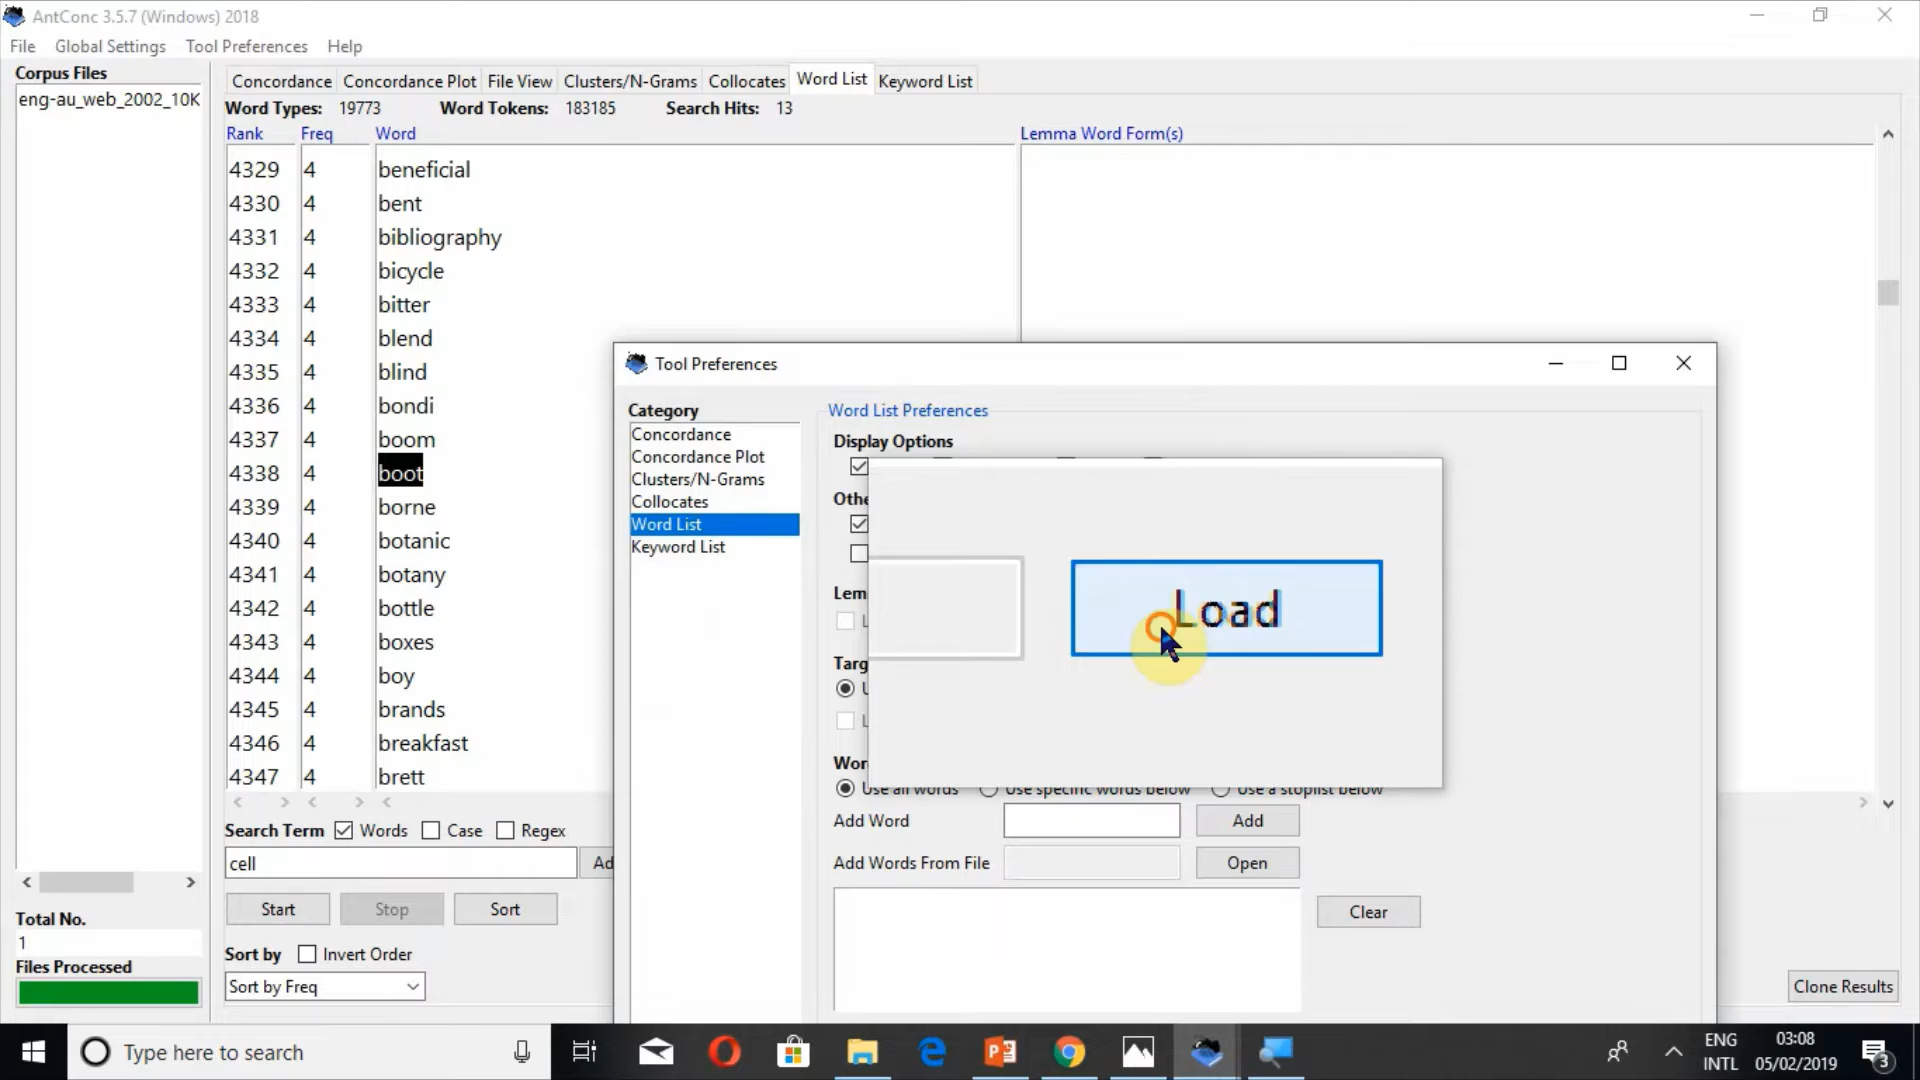 AntConc 3.5.7 (Windows) 2018
File Global Settings Tool Preferences Help
Corpus Files
eng-au_web_2002_10K
Concordance Concordance Plot File View Clusters/N-Grams Collocates Word List Keyword List
Word Types: 19773 Word Tokens: 183185 Search Hits: 13
Rank Freq Word Lemma Word Form(s)
4329 4 beneficial
4330 4 bent
4331 4 bibliography
4332 4 bicycle
4333 4 bitter
4334 4 blend
4335 4 blind
4336 4 bondi
4337 4 boom
4338 4 boot
4339 4 borne
4340 4 botanic
4341 4 botany
4342 4 bottle
4343 4 boxes
4344 4 boy
4345 4 brands
4346 4 breakfast
4347 4 brett
Search Term Words Case Regex
cell
Start Stop Sort
Sort by Invert Order
Sort by Freq
Total No.
1
Files Processed
Clone Results
Tool Preferences
Category
Concordance
Concordance Plot
Clusters/N-Grams
Collocates
Word List
Keyword List
Word List Preferences
Display Options
Load
Use all words Use specific words below Use a stoplist below
Add Word Add
Add Words From File Open
Clear
Type here to search
ENG
INTL
03:08
05/02/2019
3